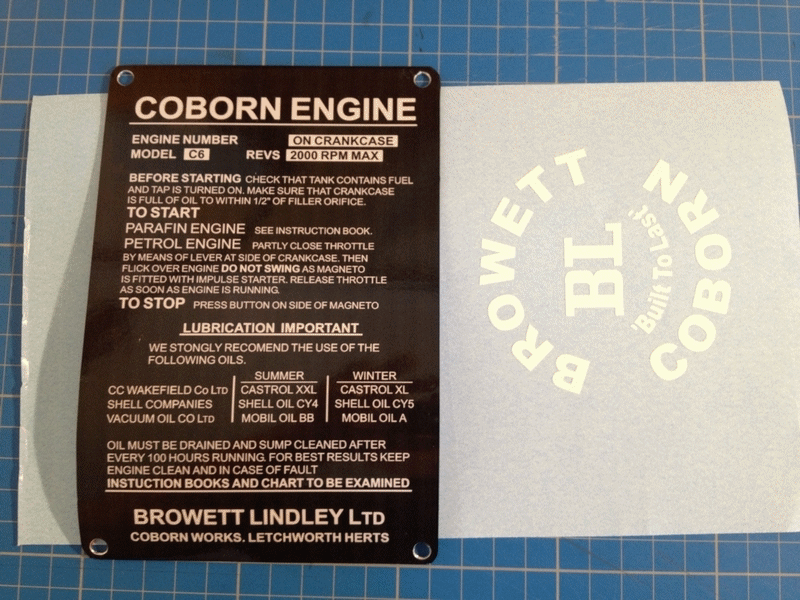 COBORN ENGINE
ENGINE NUMBER ON CRANKCASE
MODEL C6 REVS 2000 RPM MAX
BEFORE STARTING CHECK THAT TANK CONTAINS FUEL
AND TAP IS TURNED ON. MAKE SURE THAT CRANKCASE
IS FULL OF OIL TO WITHIN 1/2" OF FILLER ORIFICE.
TO START
PARAFIN ENGINE SEE INSTRUCTION BOOK.
PETROL ENGINE PARTLY CLOSE THROTTLE
BY MEANS OF LEVER AT SIDE OF CRANKCASE. THEN
FLICK OVER ENGINE DO NOT SWING AS MAGNETO
IS FITTED WITH IMPULSE STARTER. RELEASE THROTTLE
AS SOON AS ENGINE IS RUNNING.
TO STOP PRESS BUTTON ON SIDE OF MAGNETO
LUBRICATION IMPORTANT
WE STONGLY RECOMEND THE USE OF THE
FOLLOWING OILS.
SUMMER WINTER
CC WAKEFIELD Co LTD CASTROL XXL CASTROL XL
SHELL COMPANIES SHELL OIL CY4 SHELL OIL CY5
VACUUM OIL CO LTD MOBIL OIL BB MOBIL OIL A
OIL MUST BE DRAINED AND SUMP CLEANED AFTER
EVERY 100 HOURS RUNNING. FOR BEST RESULTS KEEP
ENGINE CLEAN AND IN CASE OF FAULT
INSTUCTION BOOKS AND CHART TO BE EXAMINED
BROWETT LINDLEY LTD
COBORN WORKS. LETCHWORTH HERTS
BROWETT
BL
'Built To Last'
COBORN